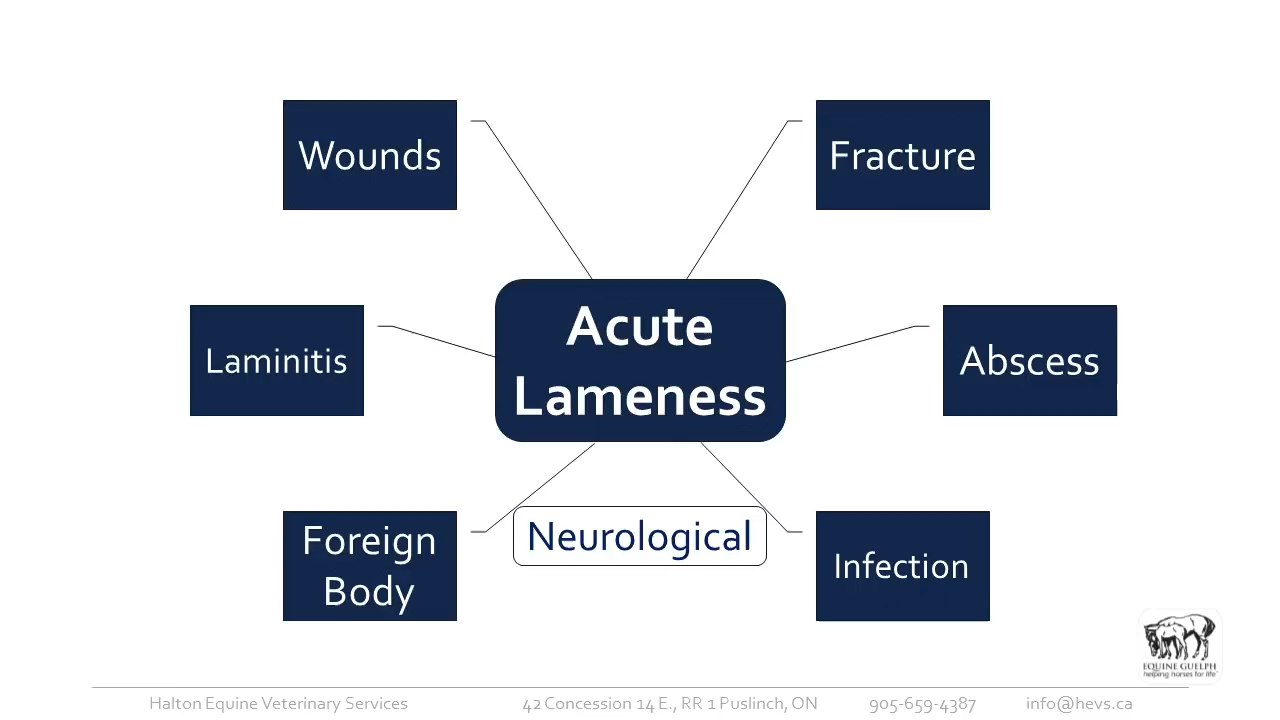 Wounds
Fracture
Acute
Lameness
Laminitis
Abscess
Foreign
Body
Neurological
Infection
EQUINE GUELPH
helping horses for life
Halton Equine Veterinary Services
42 Concession 14 E., RR 1 Puslinch, ON
905-659-4387
info@hevs.ca